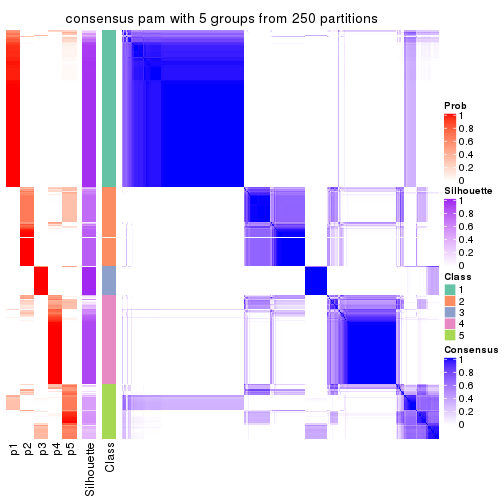 consensus pam with 5 groups from 250 partitions
Prob
1
0.8
0.6
0.4
0.2
0
Silhouette
1
0.8
0.6
0.4
0.2
0
Class
1
2
3
4
5
Consensus
1
0.8
0.6
0.4
0.2
0
p1
p2
p3
p4
p5
Silhouette
Class